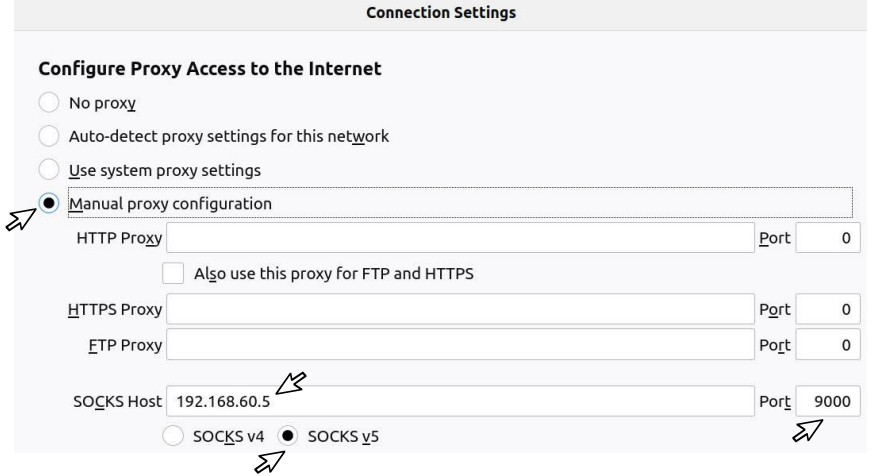 Connection Settings
Configure Proxy Access to the Internet
No proxy
Auto-detect proxy settings for this network
Use system proxy settings
Manual proxy configuration
HTTP Proxy Port 0
Also use this proxy for FTP and HTTPS
HTTPS Proxy Port 0
FTP Proxy Port 0
SOCKS Host 192.168.60.5 Port 9000
SOCKS v4 SOCKS v5